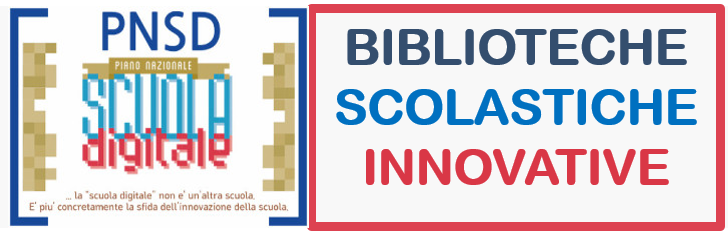 PNSD
PIANO NAZIONALE
SCUOLA
digitale
... la "scuola digitale" non e' un'altra scuola.
E' piu' concretamente la sfida dell'innovazione della scuola.
BIBLIOTECHE
SCOLASTICHE
INNOVATIVE